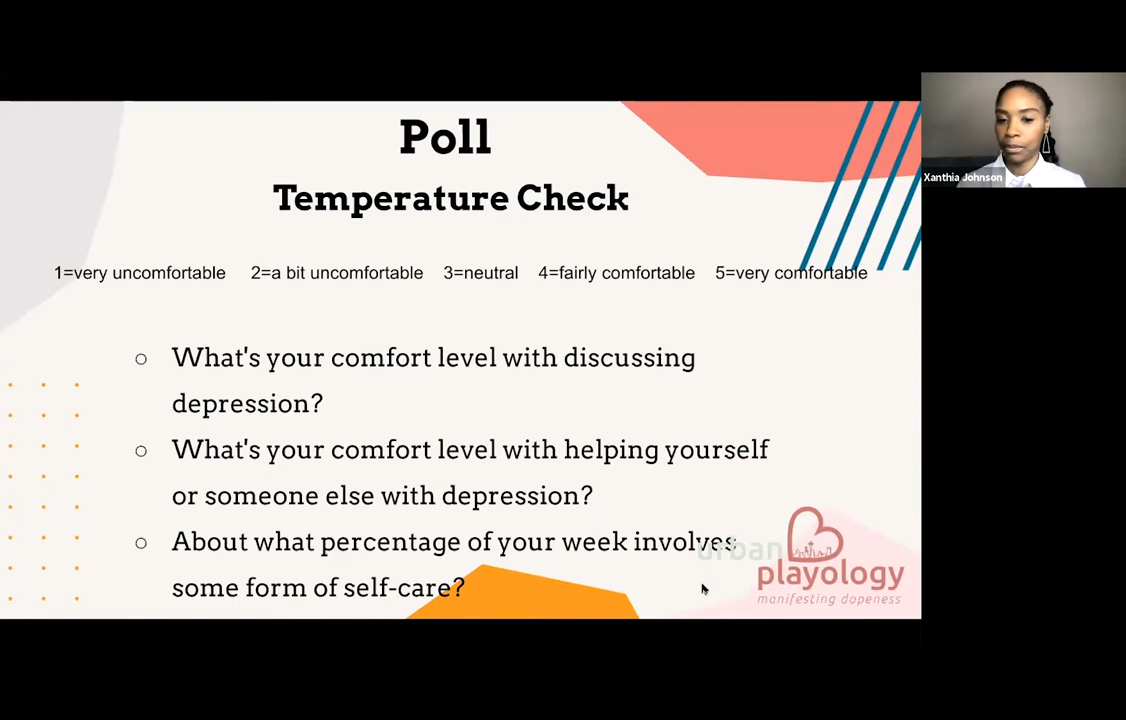 Poll
Temperature Check
1=very uncomfortable 2=a bit uncomfortable 3=neutral 4=fairly comfortable 5=very comfortable
What's your comfort level with discussing
depression?
What's your comfort level with helping yourself
or someone else with depression?
About what percentage of your week involves
some form of self-care?
urban
playology
manifesting dopeness
Xanthia Johnson